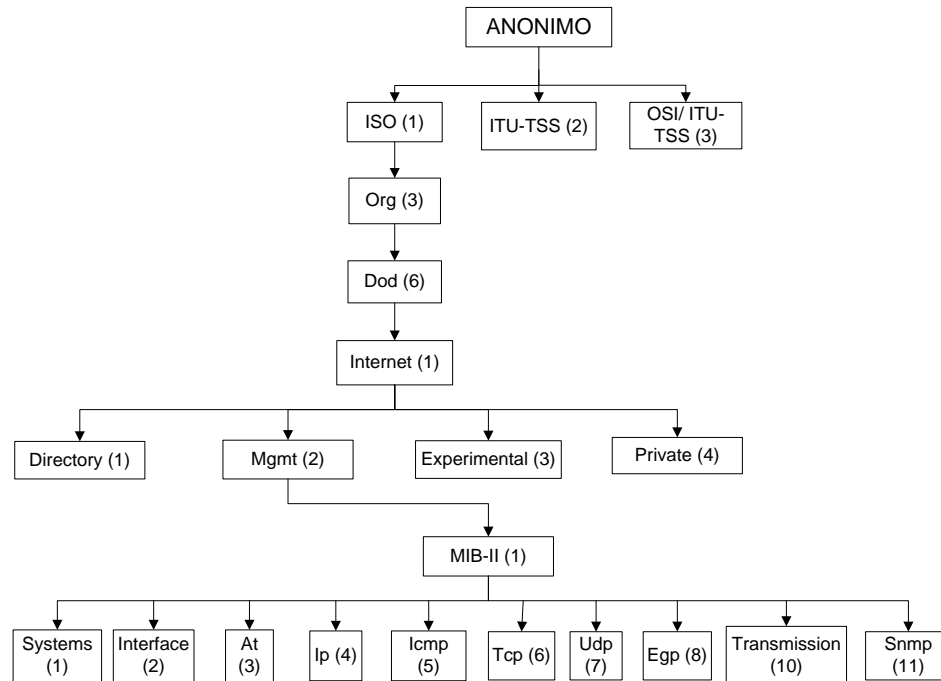 ANONIMO
ISO (1)
ITU-TSS (2)
OSI/ ITU-
TSS (3)
Org (3)
Dod (6)
Internet (1)
Directory (1)
Mgmt (2)
Experimental (3)
Private (4)
MIB-II (1)
Systems
(1)
Interface
(2)
At
(3)
Ip (4)
Icmp
(5)
Tcp (6)
Udp
(7)
Egp (8)
Transmission
(10)
Snmp
(11)